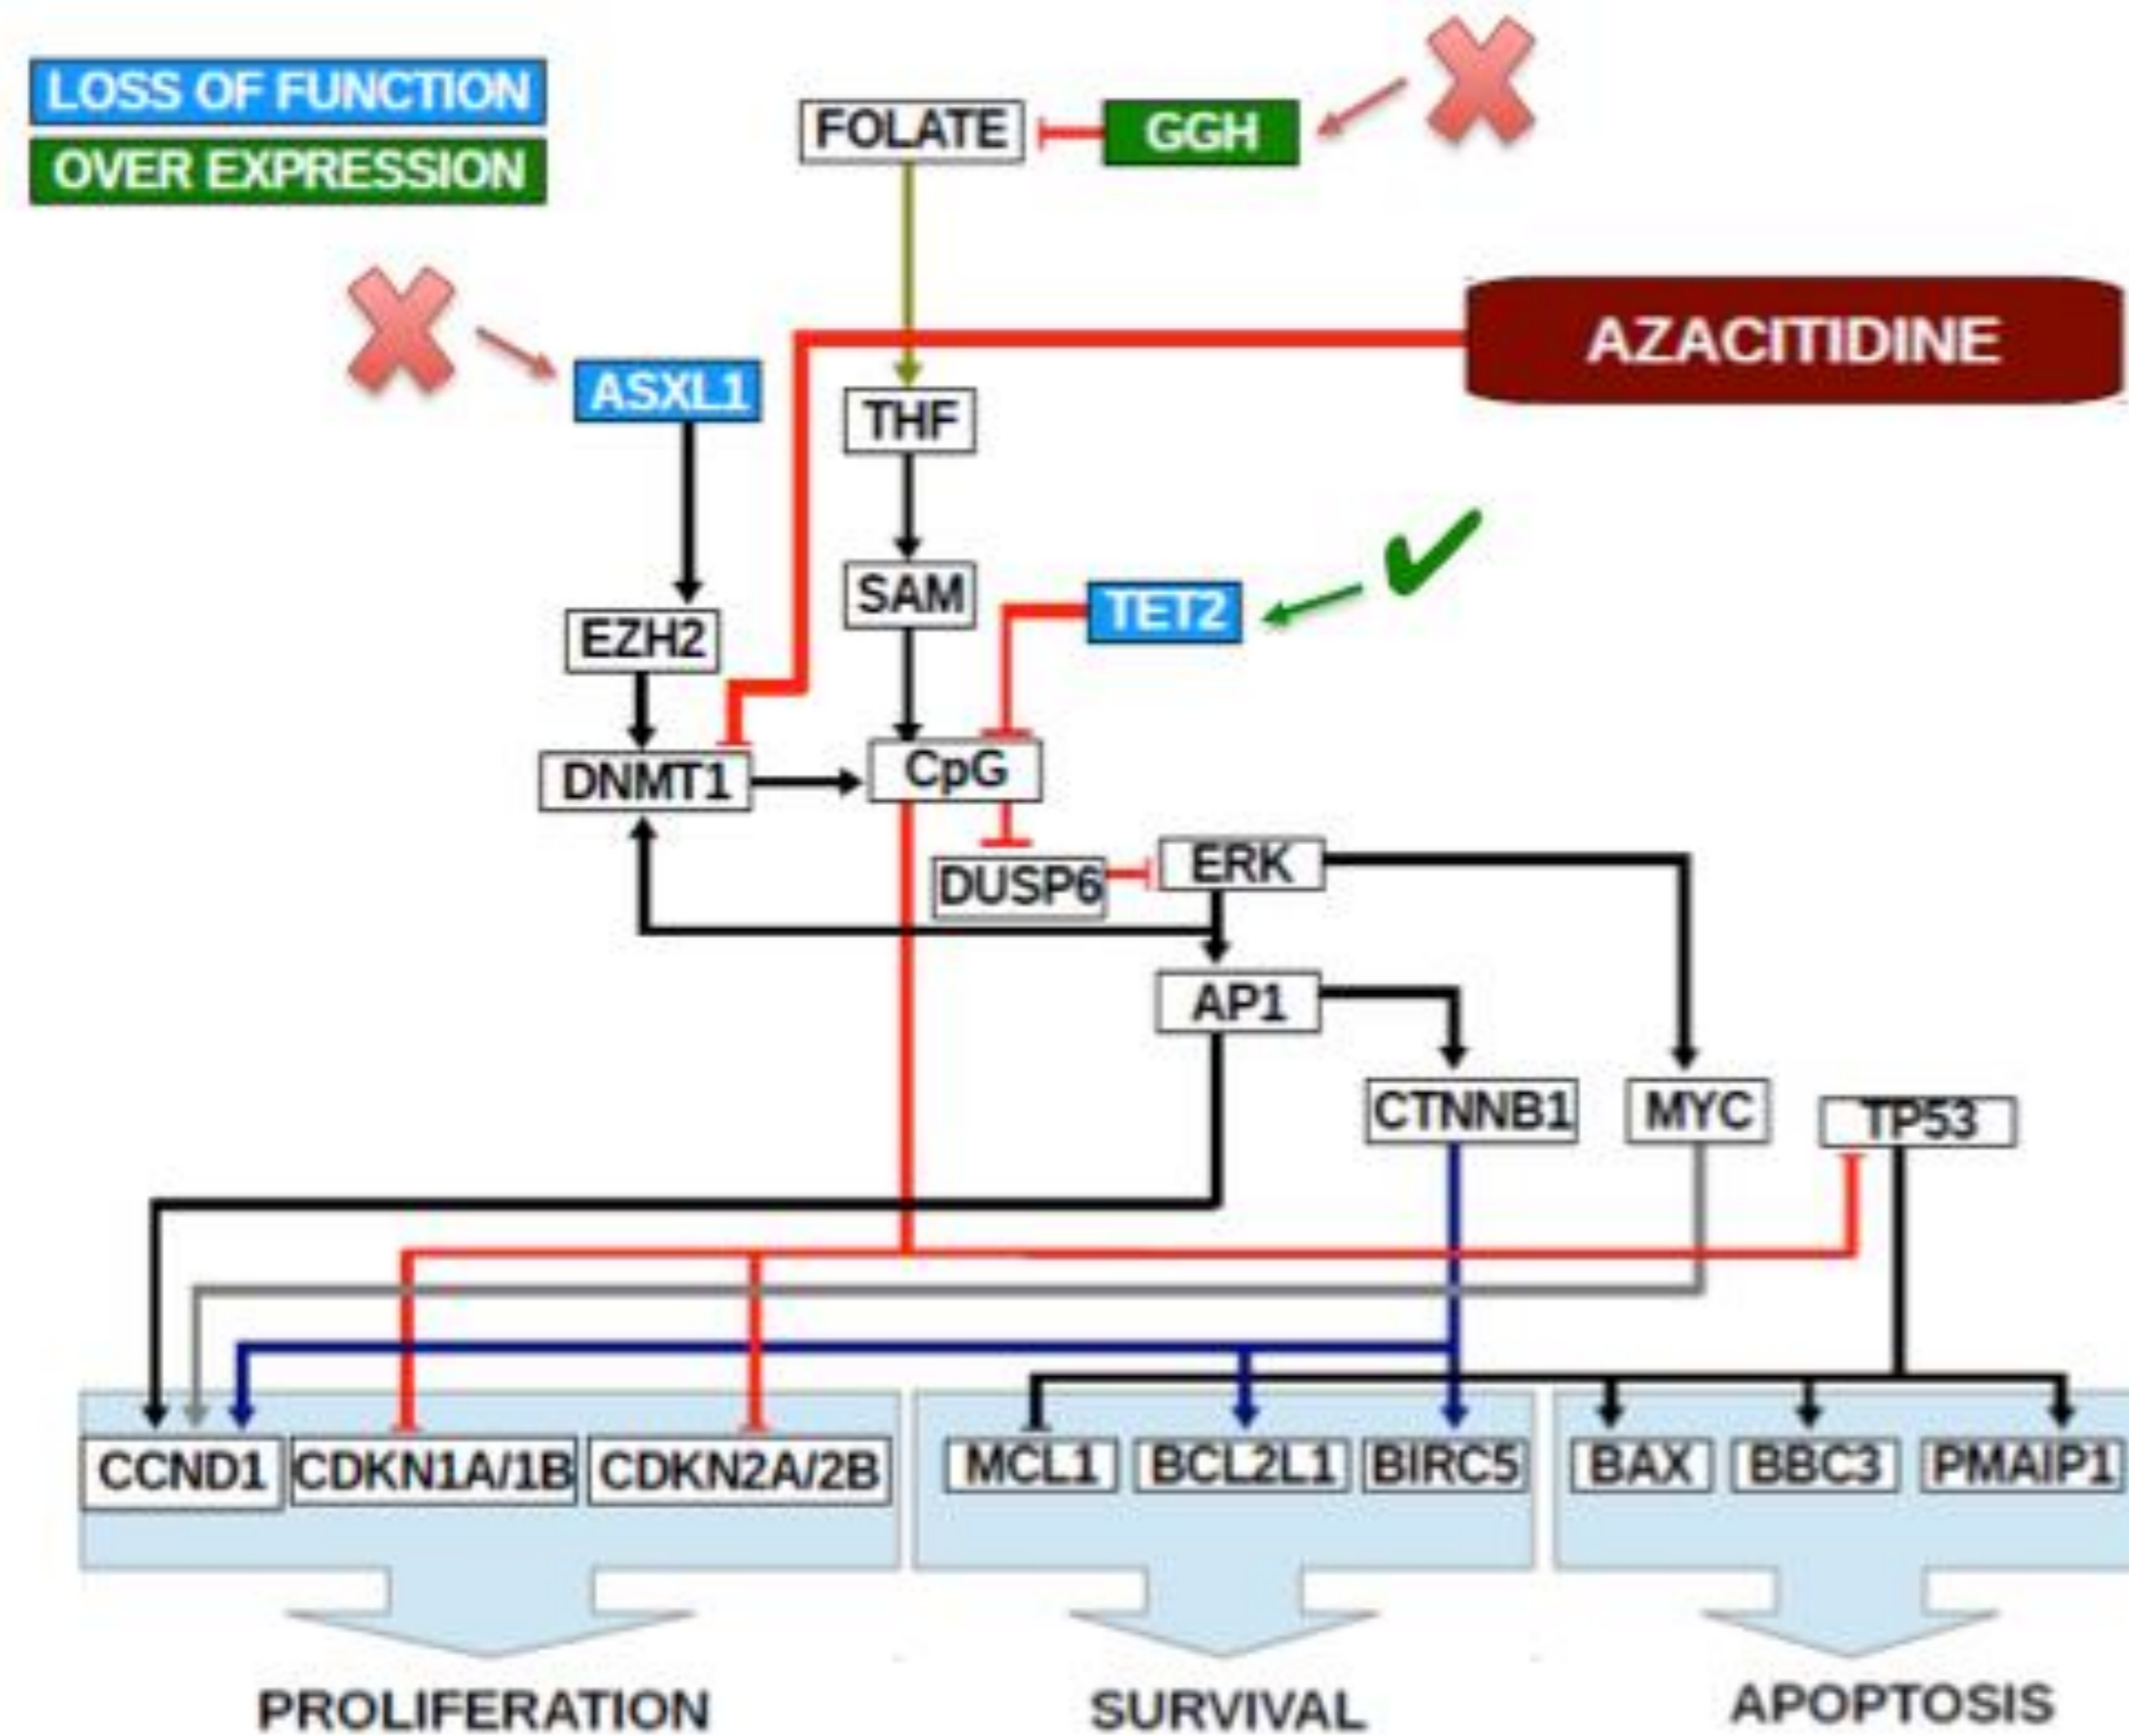 LOSS OF FUNCTION
OVER EXPRESSION
FOLATE
GGH
AZACITIDINE
ASXL1
THF
SAM
TET2
EZH2
DNMT1
CpG
DUSP6
ERK
AP1
CTNNB1
MYC
TP53
CCND1
CDKN1A/1B
CDKN2A/2B
MCL1
BCL2L1
BIRC5
BAX
BBC3
PMAIP1
PROLIFERATION
SURVIVAL
APOPTOSIS